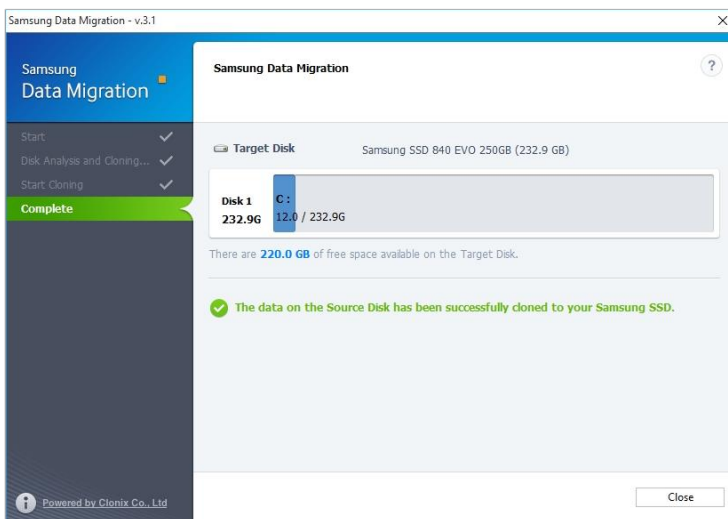 Samsung Data Migration - v.3.1
Samsung
Data Migration
Samsung Data Migration
?
Start
Disk Analysis and Cloning...
Start Cloning
Complete
Target Disk Samsung SSD 840 EVO 250GB (232.9 GB)
Disk 1
232.9G
C :
12.0 / 232.9G
There are 220.0 GB of free space available on the Target Disk.
The data on the Source Disk has been successfully cloned to your Samsung SSD.
Powered by Clonix Co., Ltd
Close